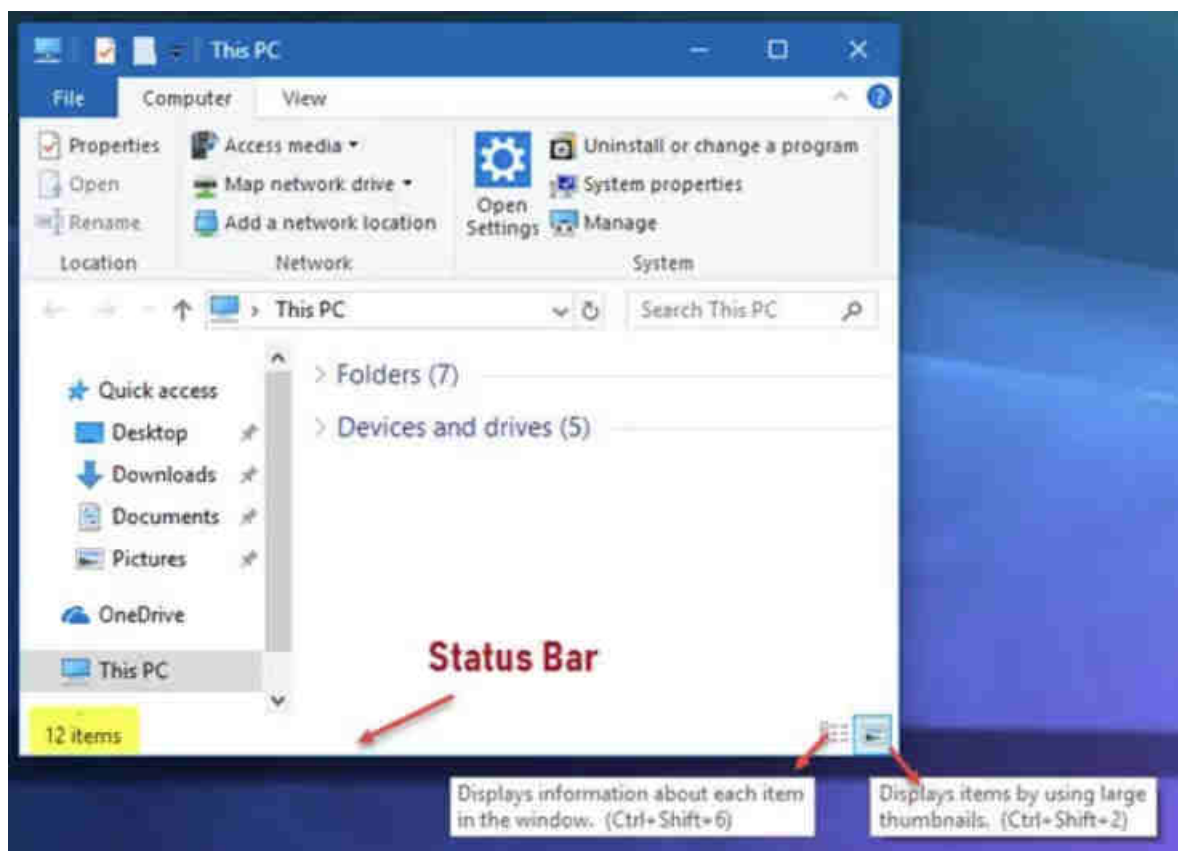 This PC
File Computer View
Properties
Open
Rename
Location
Access media
Map network drive
Add a network location
Network
Open
Settings
Uninstall or change a program
System properties
Manage
System
This PC
Search This PC
Quick access
Desktop
Downloads
Documents
Pictures
OneDrive
This PC
Folders (7)
Devices and drives (5)
Status Bar
12 items
Displays information about each item
in the window. (Ctrl+Shift+6)
Displays items by using large
thumbnails. (Ctrl+Shift+2)